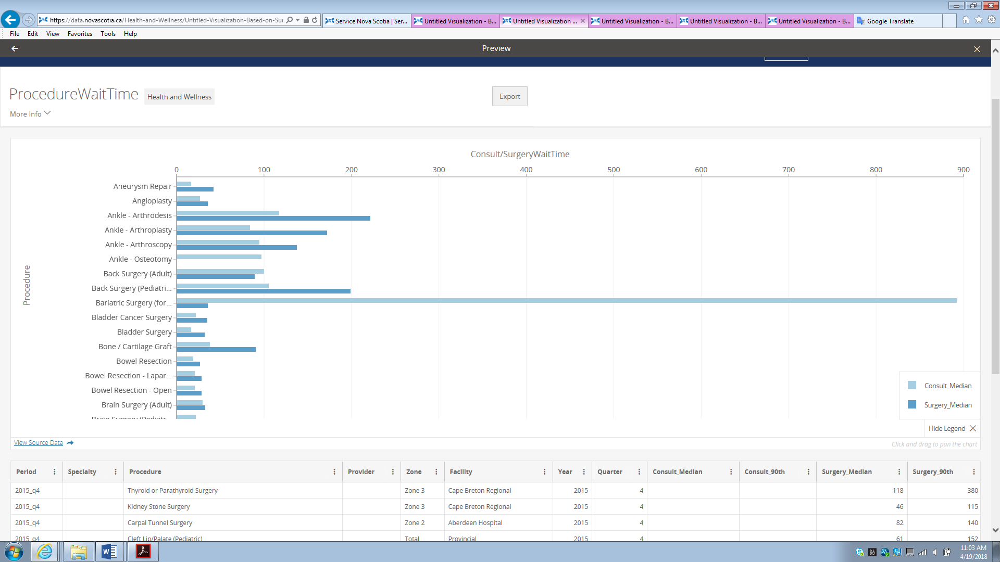 https://data.novascotia.ca/Health-and-Wellness/Untitled-Visualization-Based-on-Sur
Service Nova Scotia | Ser...
Untitled Visualization - B...
Untitled Visualization ...
Untitled Visualization - B...
Untitled Visualization - B...
Untitled Visualization - B...
Google Translate
File Edit View Favorites Tools Help
Preview
ProcedureWaitTime
Health and Wellness
Export
More Info
Consult/SurgeryWaitTime
0 100 200 300 400 500 600 700 800 900
Procedure
Aneurysm Repair
Angioplasty
Ankle - Arthrodesis
Ankle - Arthroplasty
Ankle - Arthroscopy
Ankle - Osteotomy
Back Surgery (Adult)
Back Surgery (Pediatri...
Bariatric Surgery (for...
Bladder Cancer Surgery
Bladder Surgery
Bone / Cartilage Graft
Bowel Resection
Bowel Resection - Lapar...
Bowel Resection - Open
Brain Surgery (Adult)
Brain Surgery (Pediatr...
Consult_Median
Surgery_Median
Hide Legend
View Source Data
Click and drag to pan the chart
Period Specialty Procedure Provider Zone Facility Year Quarter Consult_Median Consult_90th Surgery_Median Surgery_90th
2015_q4 Thyroid or Parathyroid Surgery Zone 3 Cape Breton Regional 2015 4 118 380
2015_q4 Kidney Stone Surgery Zone 3 Cape Breton Regional 2015 4 46 115
2015_q4 Carpal Tunnel Surgery Zone 2 Aberdeen Hospital 2015 4 82 140
2015_q4 Cleft Lip/Palate (Pediatric) Total Provincial 2015 4 61 152
11:03 AM
4/19/2018